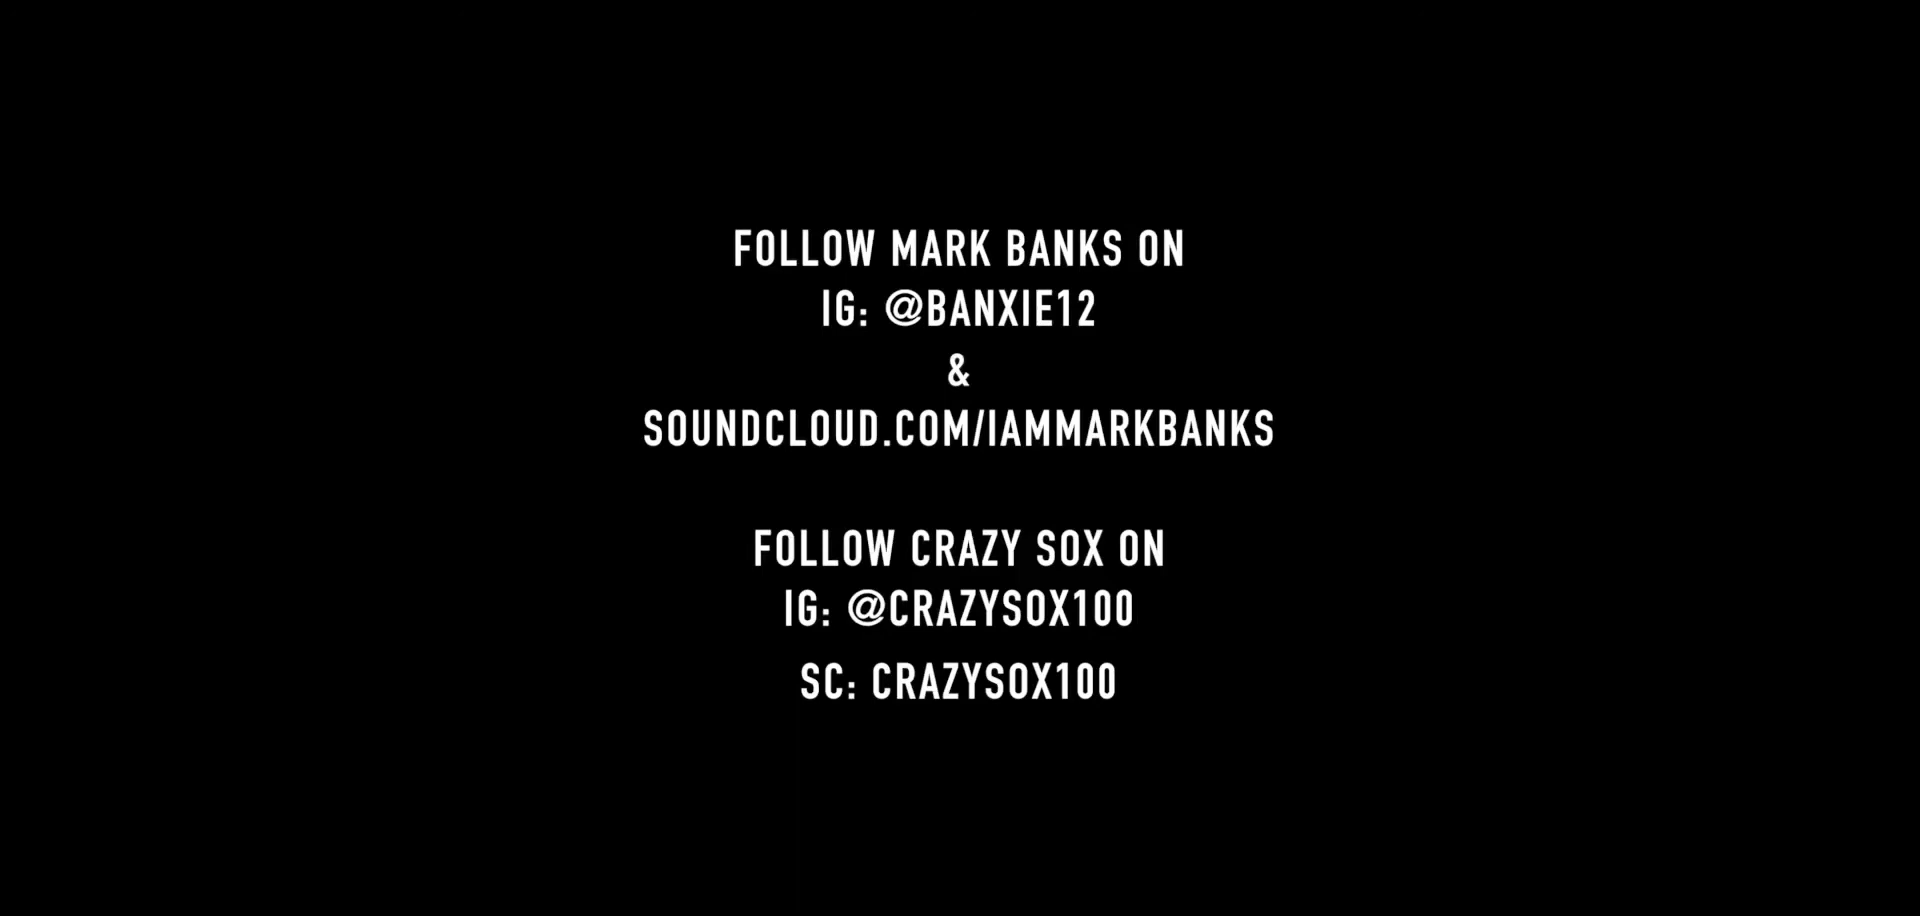 FOLLOW MARK BANKS ON
IG: @BANXIE12
&
SOUNDCLOUD.COM/IAMMARKBANKS
FOLLOW CRAZY SOX ON
IG: @CRAZYSOX100
SC: CRAZYSOX100